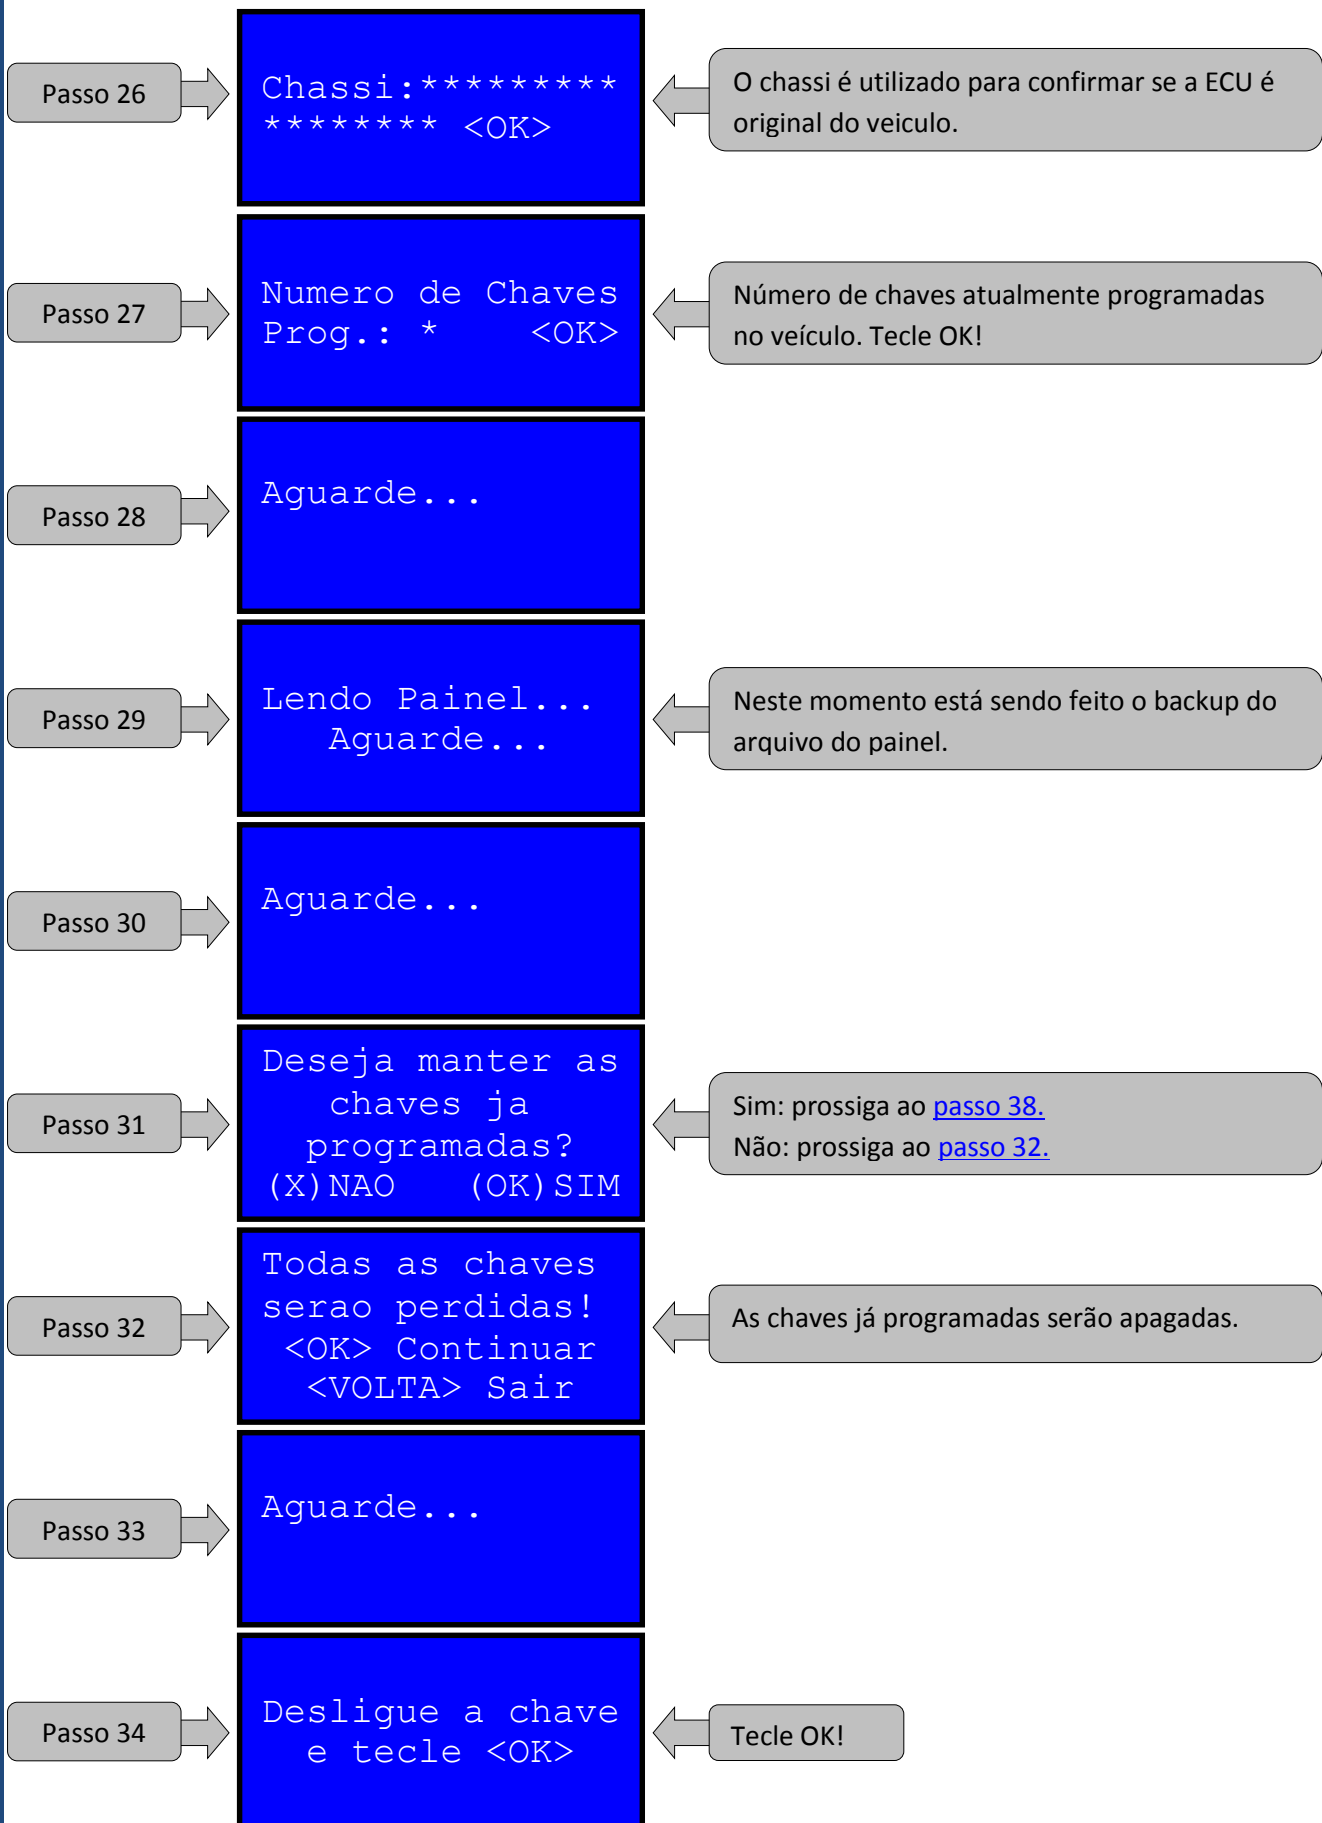 Passo 26
Chassi:*********
******** <OK>
O chassi é utilizado para confirmar se a ECU é
original do veiculo.
Passo 27
Numero de Chaves
Prog.: * <OK>
Número de chaves atualmente programadas
no veículo. Tecle OK!
Passo 28
Aguarde...
Passo 29
Lendo Painel...
Aguarde...
Neste momento está sendo feito o backup do
arquivo do painel.
Passo 30
Aguarde...
Passo 31
Deseja manter as
chaves ja
programadas?
(X)NAO (OK)SIM
Sim: prossiga ao passo 38.
Não: prossiga ao passo 32.
Passo 32
Todas as chaves
serao perdidas!
<OK> Continuar
<VOLTA> Sair
As chaves já programadas serão apagadas.
Passo 33
Aguarde...
Passo 34
Desligue a chave
e tecle <OK>
Tecle OK!